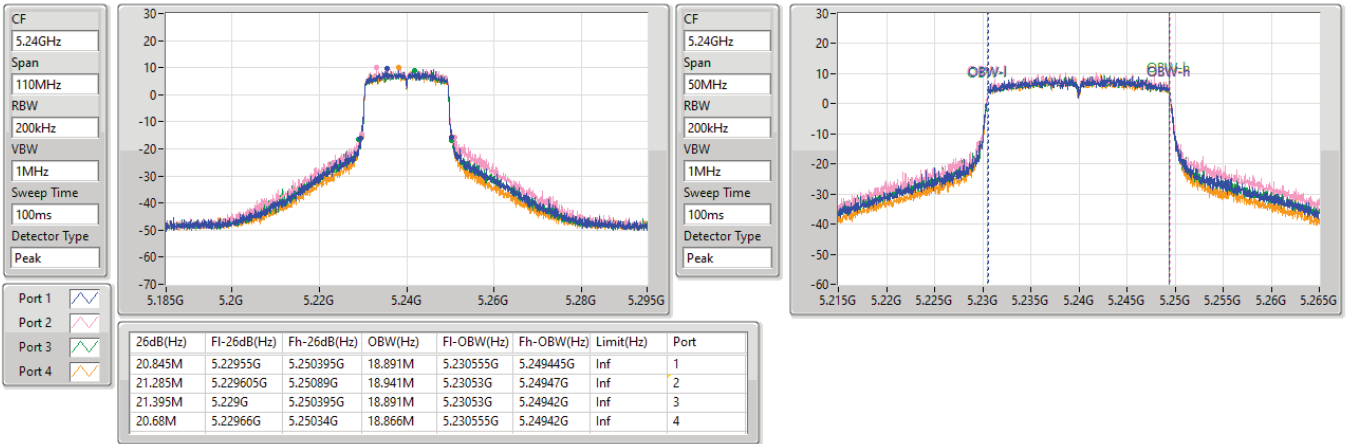 CF
5.24GHz
Span
110MHz
RBW
200kHz
VBW
1MHz
Sweep Time
100ms
Detector Type
Peak
30-
20-
10-
0-
-10-
-20-
-30-
-40-
-50-
-60-
-70-
5.185G 5.2G 5.22G 5.24G 5.26G 5.28G 5.295G
CF
5.24GHz
Span
50MHz
RBW
200kHz
VBW
1MHz
Sweep Time
100ms
Detector Type
Peak
30-
20-
10-
0-
-10-
-20-
-30-
-40-
-50-
-60-
OBW-l OBW-h
5.215G 5.22G 5.225G 5.23G 5.235G 5.24G 5.245G 5.25G 5.255G 5.26G 5.265G
Port 1
Port 2
Port 3
Port 4
26dB(Hz) Fl-26dB(Hz) Fh-26dB(Hz) OBW(Hz) Fl-OBW(Hz) Fh-OBW(Hz) Limit(Hz) Port
20.845M 5.22955G 5.250395G 18.891M 5.230555G 5.249445G Inf 1
21.285M 5.229605G 5.25089G 18.941M 5.23053G 5.24947G Inf 2
21.395M 5.229G 5.250395G 18.891M 5.23053G 5.24942G Inf 3
20.68M 5.22966G 5.25034G 18.866M 5.230555G 5.24942G Inf 4